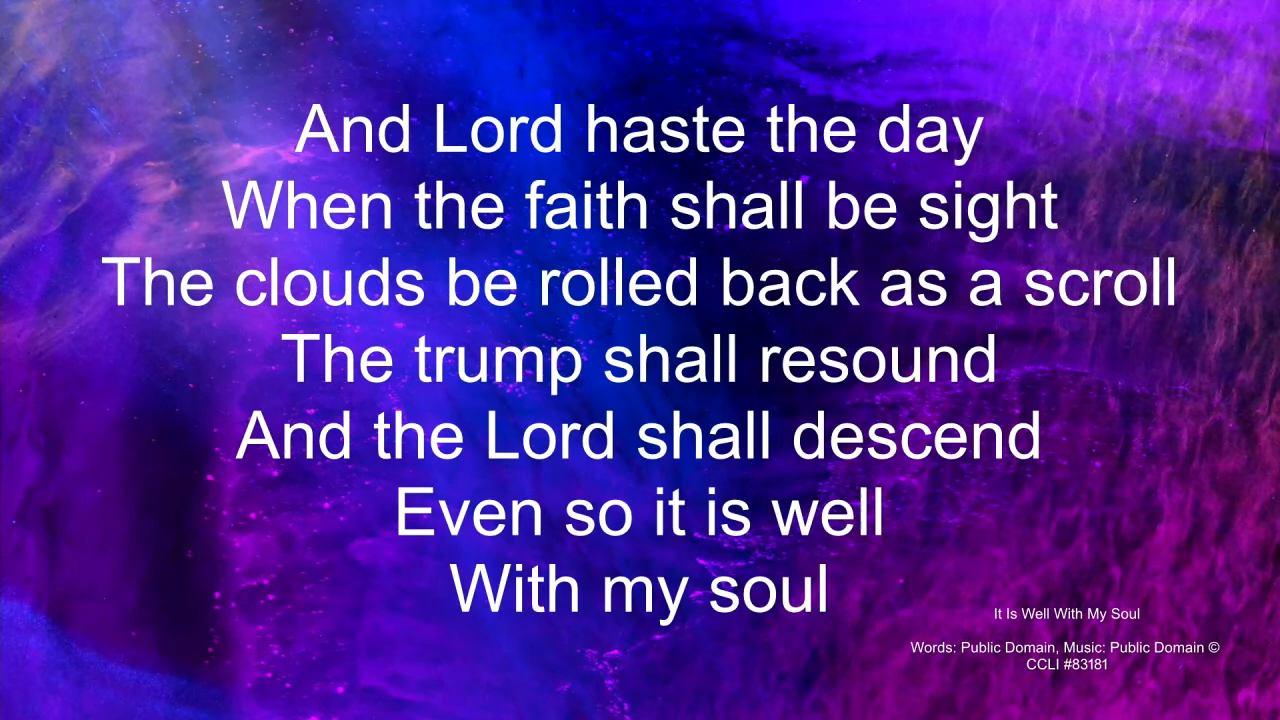 And Lord haste the day
When the faith shall be sight
The clouds be rolled back as a scroll
The trump shall resound
And the Lord shall descend
Even so it is well
With my soul
It Is Well With My Soul
Words: Public Domain, Music: Public Domain ©
CCLI #83181